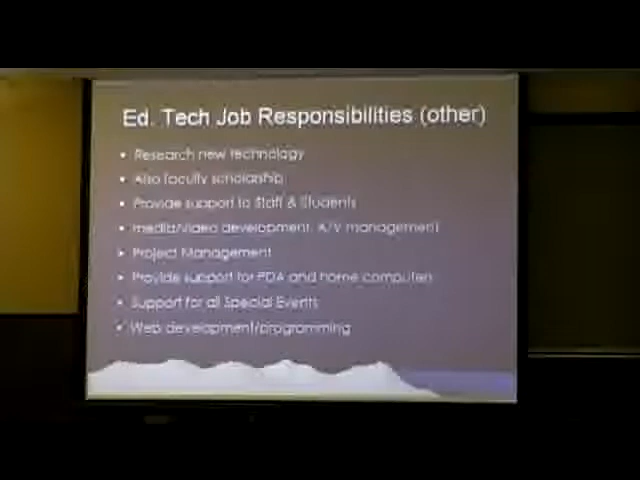 Ed. Tech Job Responsibilities (other)
• Research new technology
• Also faculty scholarship
• Provide support to Staff & Students
• media/video development, A/V management
• Project Management
• Provide support for PDA and home computers
• Support for all Special Events
• Web development/programming